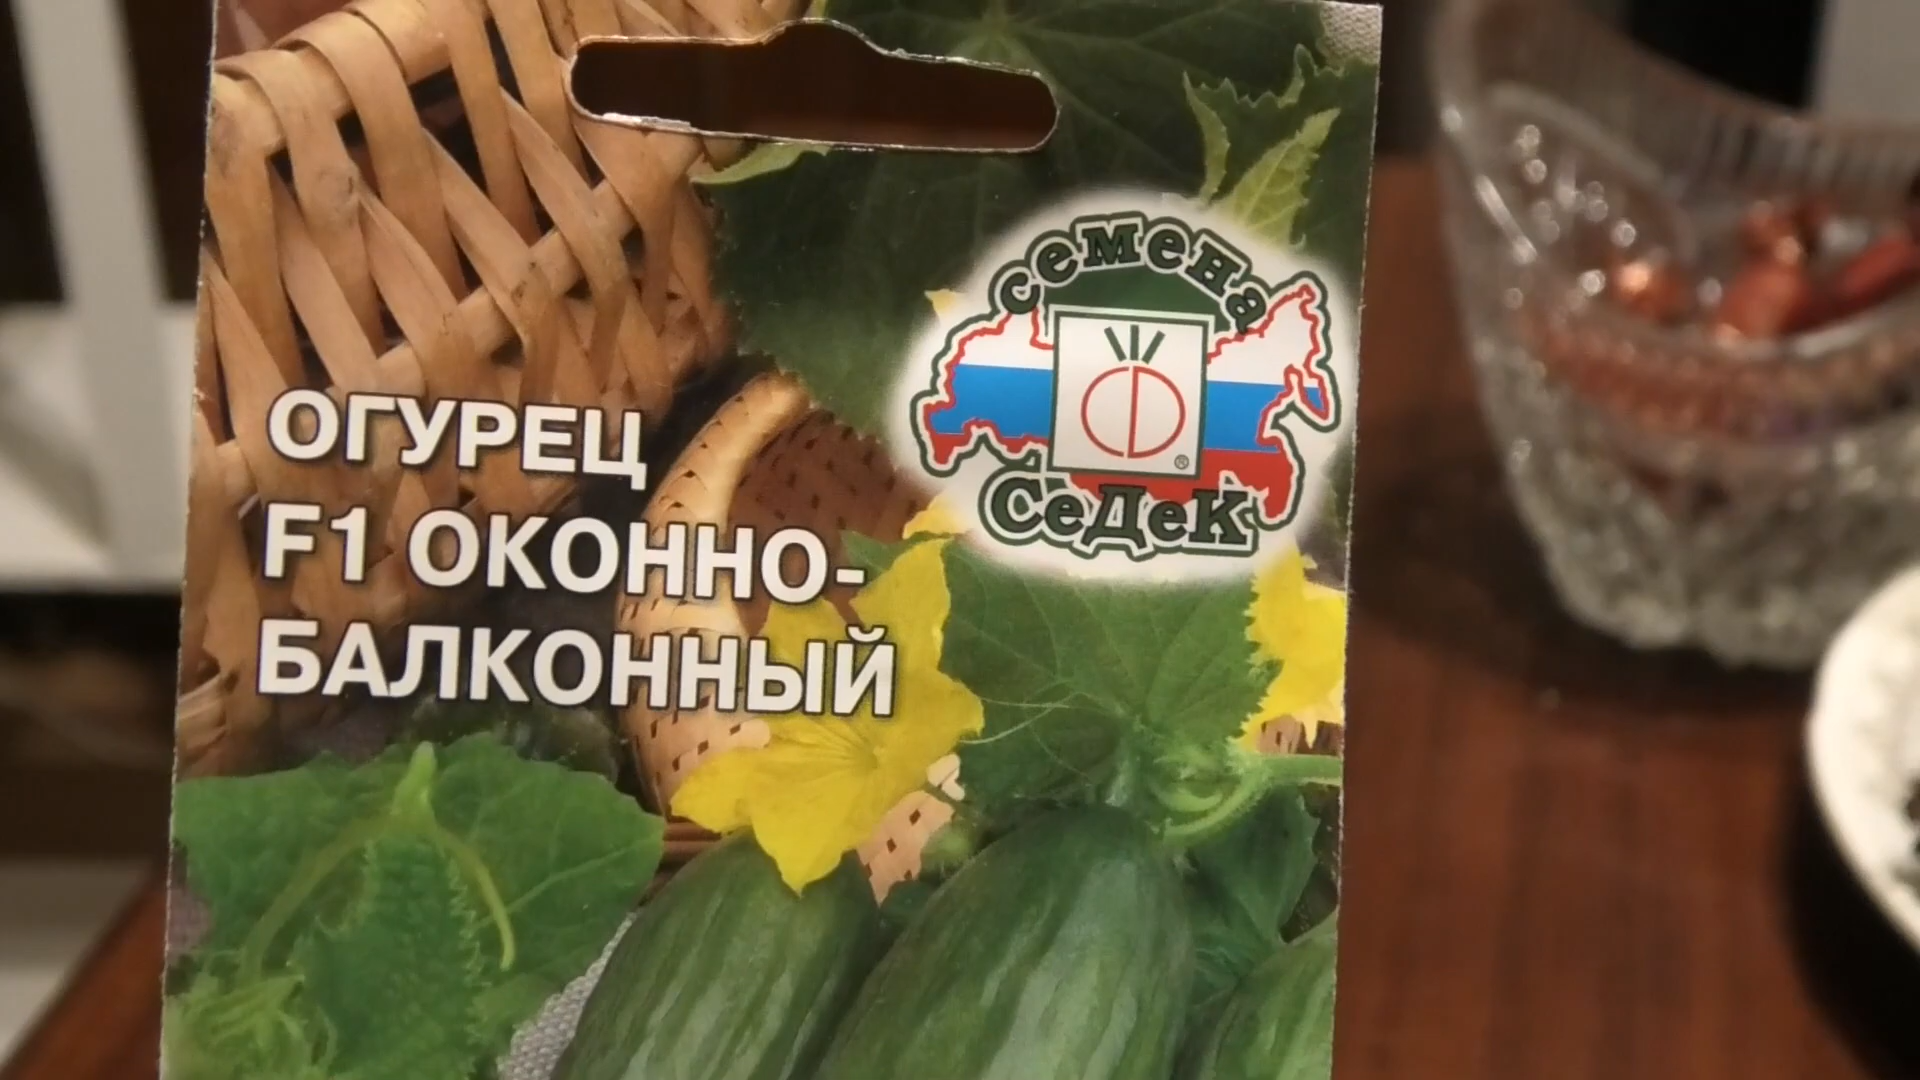 семена
СеДеК
®
ОГУРЕЦ
F1 ОКОННО-
БАЛКОННЫЙ